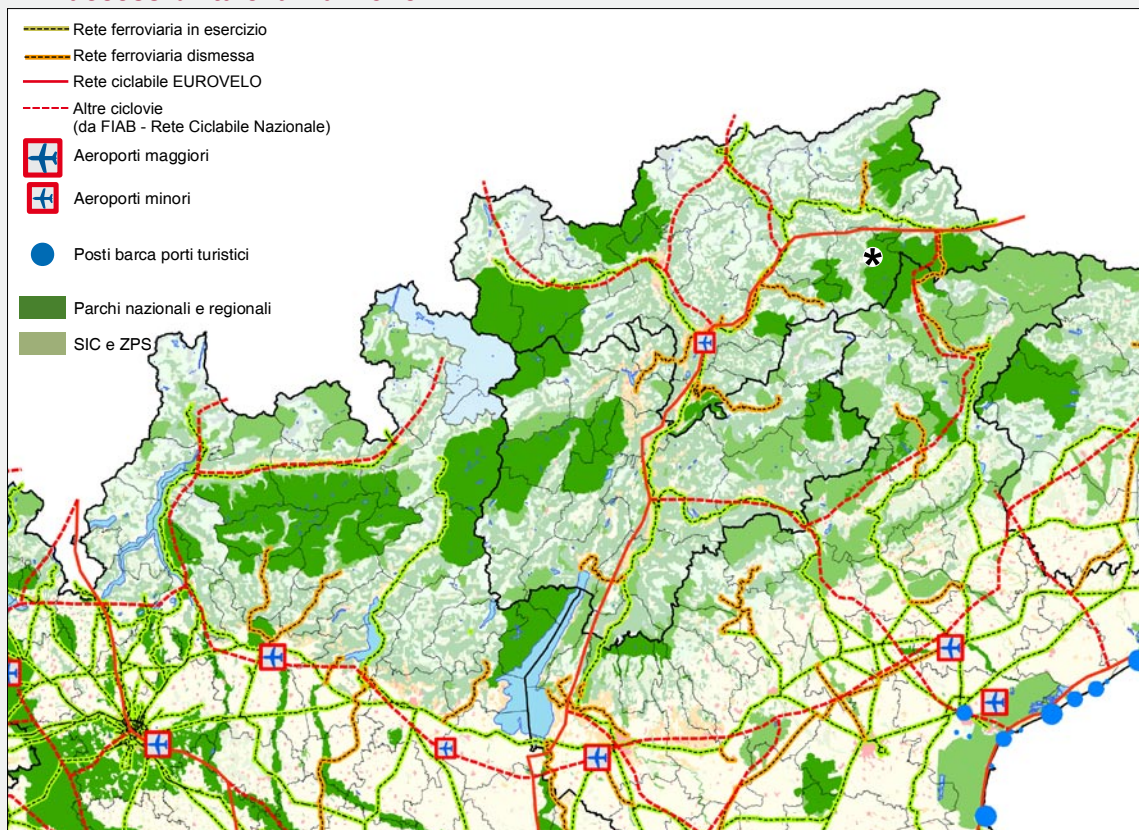 Rete ferroviaria in esercizio
Rete ferroviaria dismessa
Rete ciclabile EUROVELO
Altre ciclovie
(da FIAB - Rete Ciclabile Nazionale)
Aeroporti maggiori
Aeroporti minori
Posti barca porti turistici
Parchi nazionali e regionali
SIC e ZPS
*